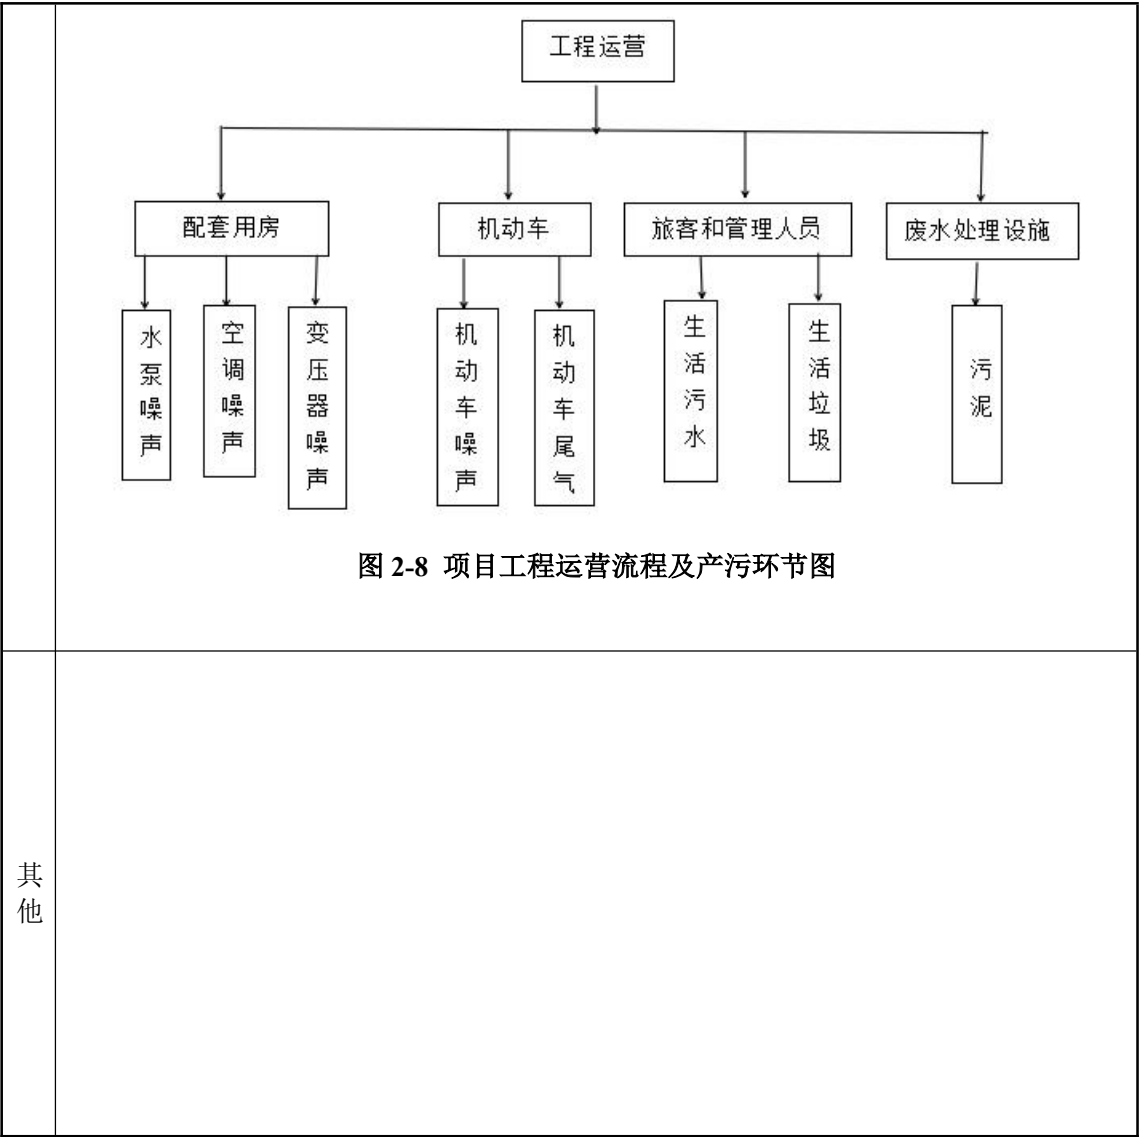 工程运营
配套用房
机动车
旅客和管理人员
废水处理设施
水泵噪声
空调噪声
变压器噪声
机动车噪声
机动车尾气
生活污水
生活垃圾
污泥
图 2-8 项目工程运营流程及产污环节图
其他